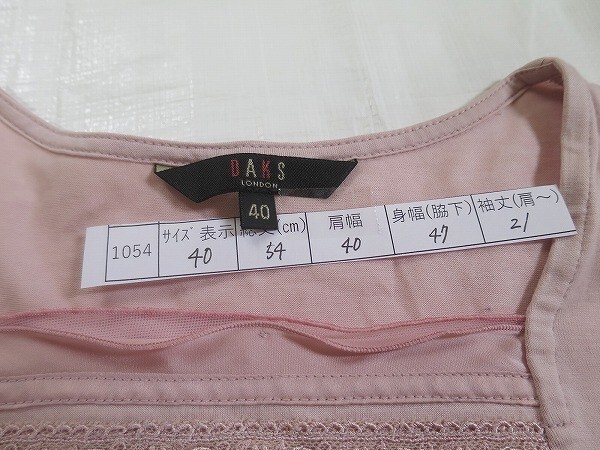 DAKS
LONDON
40
1054 サイズ表示 総丈(cm) 肩幅 身幅(脇下) 袖丈(肩〜)
40 54 40 47 21